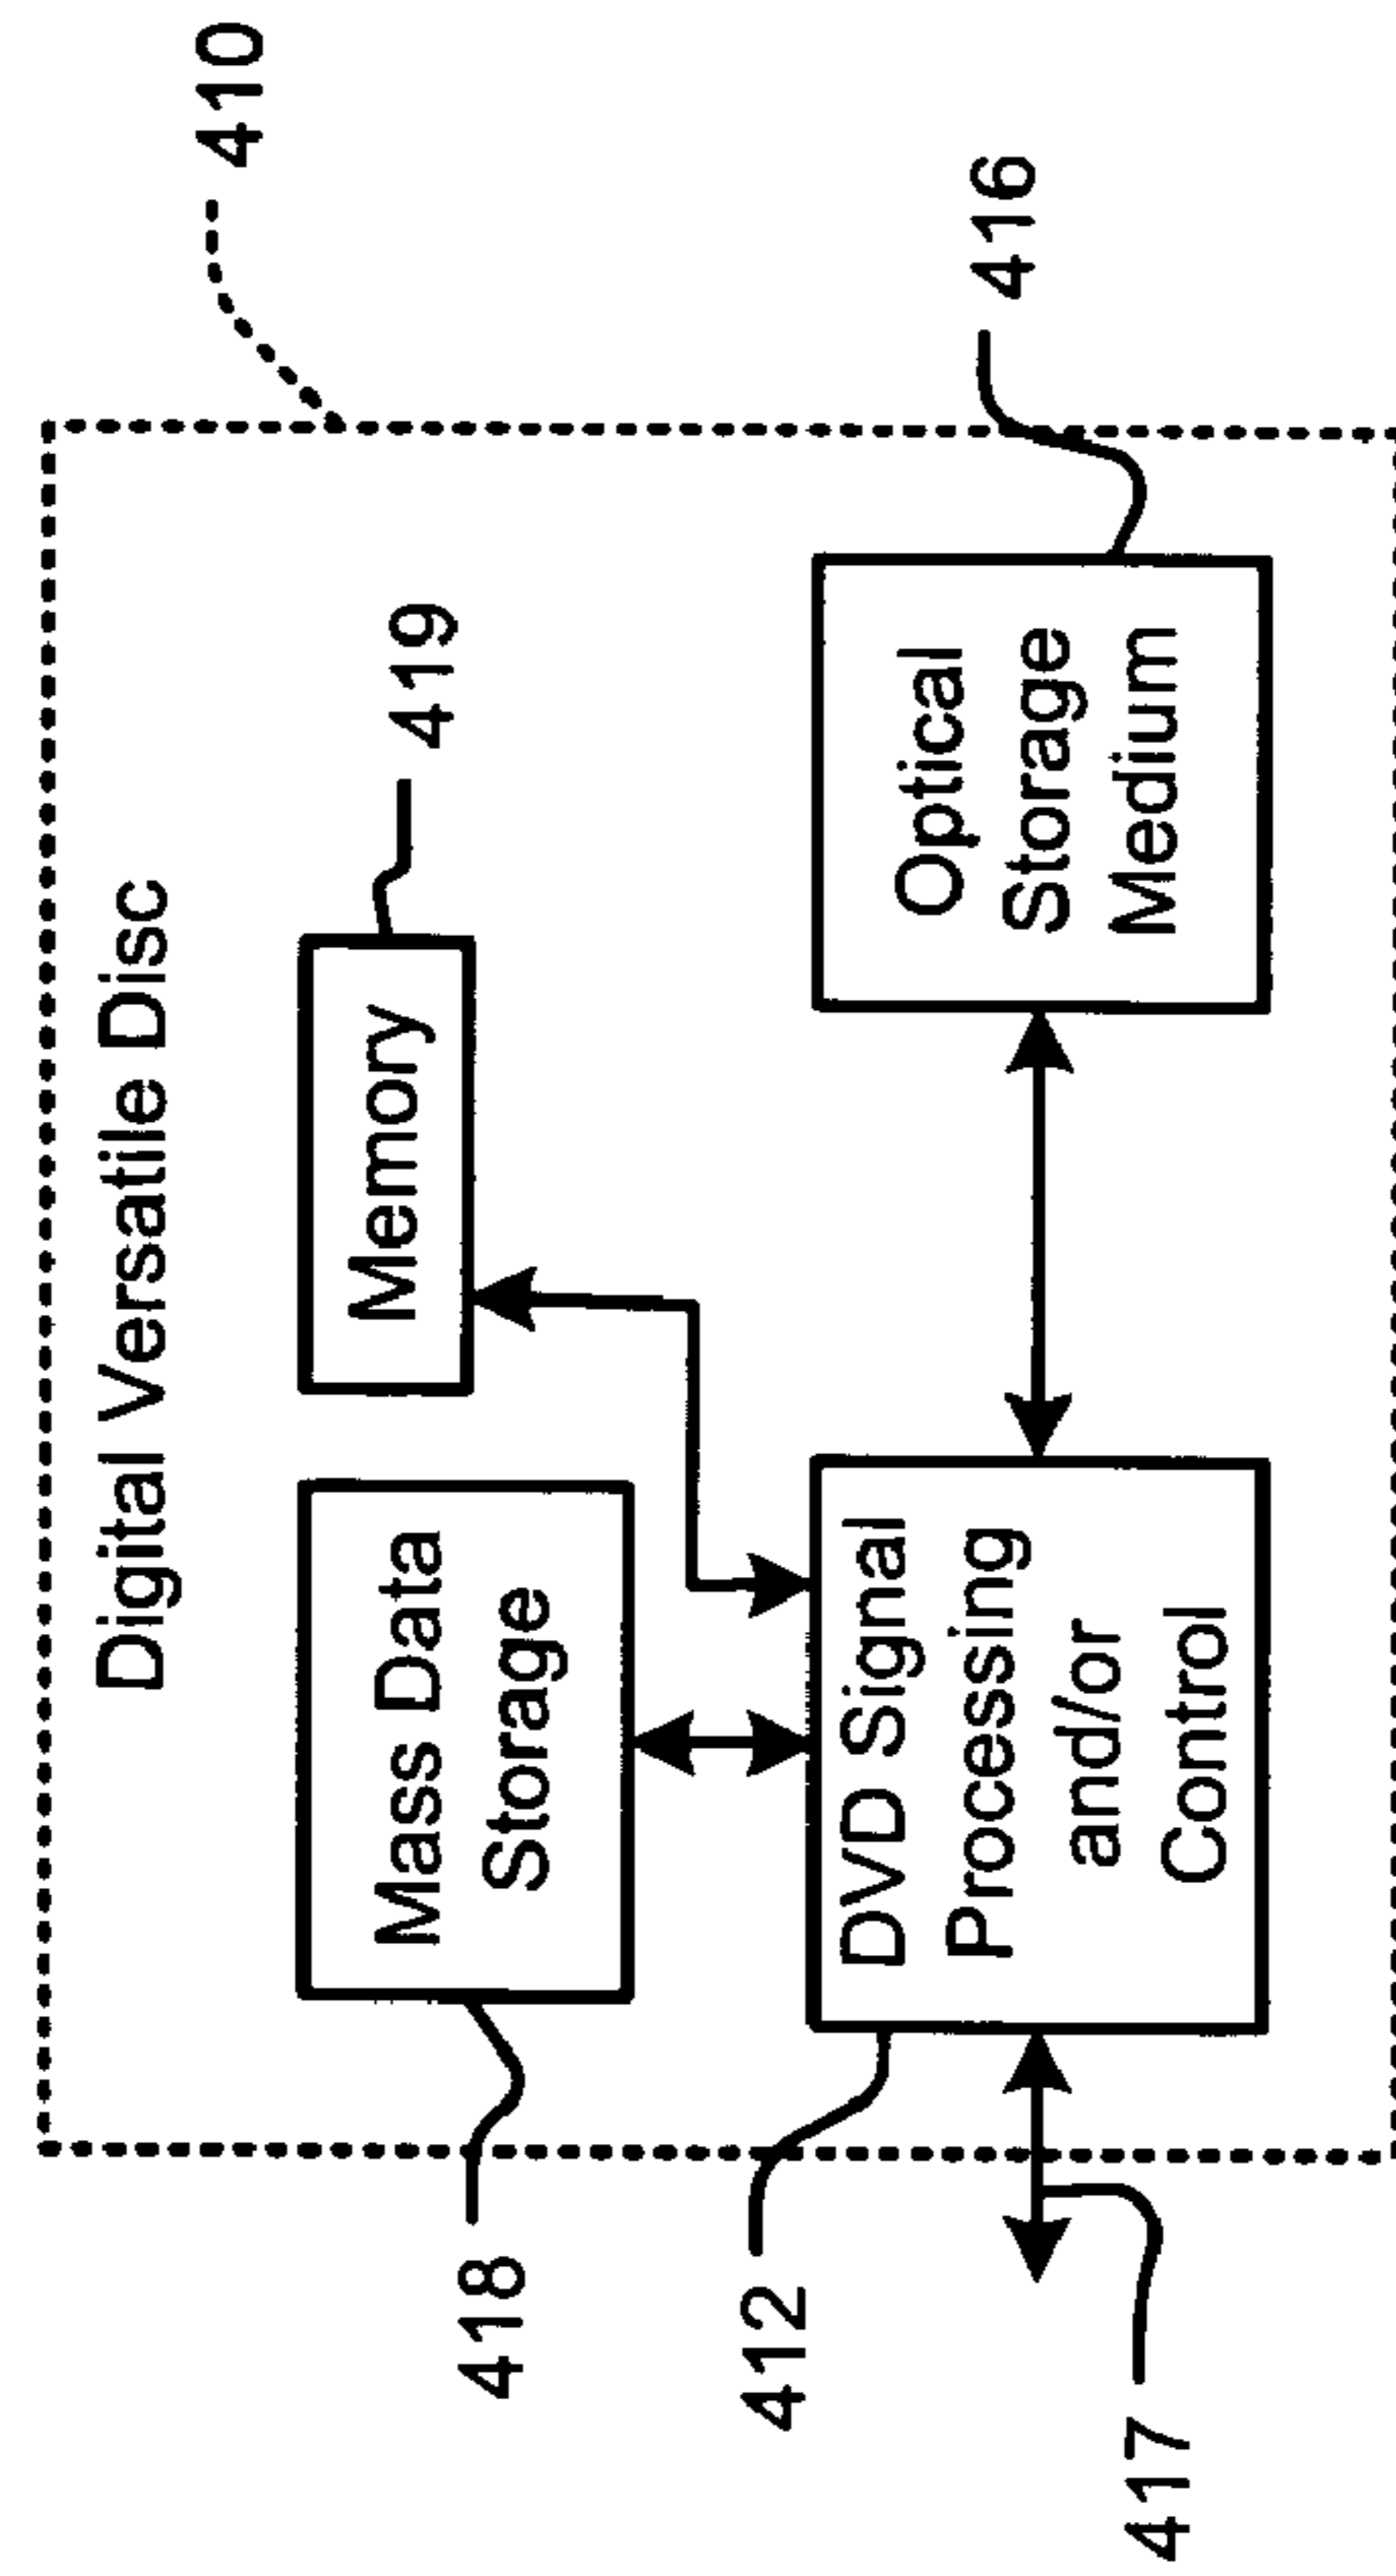 410
Digital Versatile Disc
418
Mass Data
Storage
Memory
419
412
DVD Signal
Processing
and/or
Control
Optical
Storage
Medium
416
417